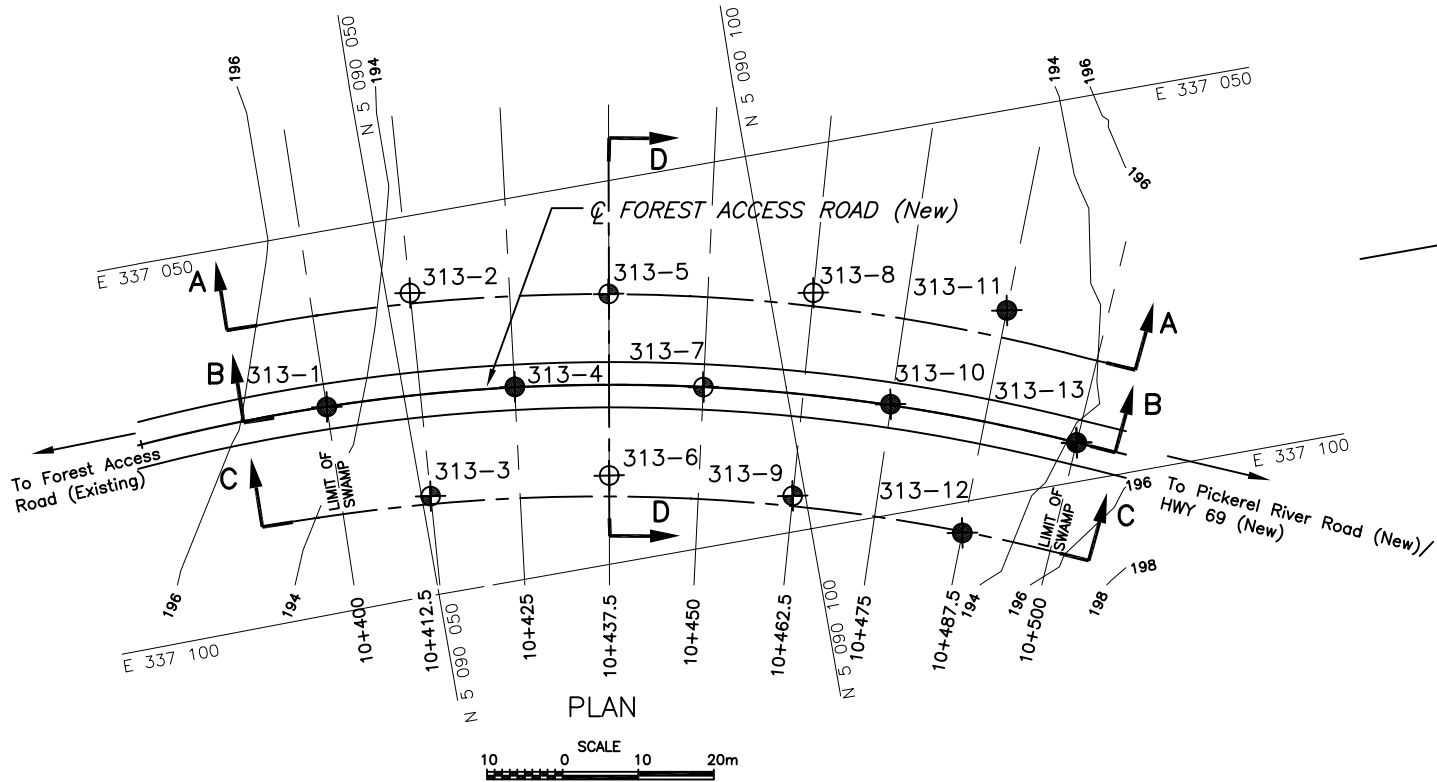 196
N 5 090 050
194
N 5 090 100
194
196
E 337 050
D
196
℄ FOREST ACCESS ROAD (New)
E 337 050
A
313-2
313-5
313-8
313-11
A
B
313-1
313-4
313-7
313-10
313-13
B
To Forest Access
Road (Existing)
C
LIMIT OF
SWAMP
313-3
313-6
D
313-9
313-12
LIMIT OF
SWAMP
196
C
E 337 100
To Pickerel River Road (New)/
HWY 69 (New)
196
194
10+400
10+412.5
N 5 090 050
10+425
10+437.5
10+450
10+462.5
N 5 090 100
10+475
10+487.5
194
196
10+500
198
E 337 100
PLAN
SCALE
10 0 10 20m